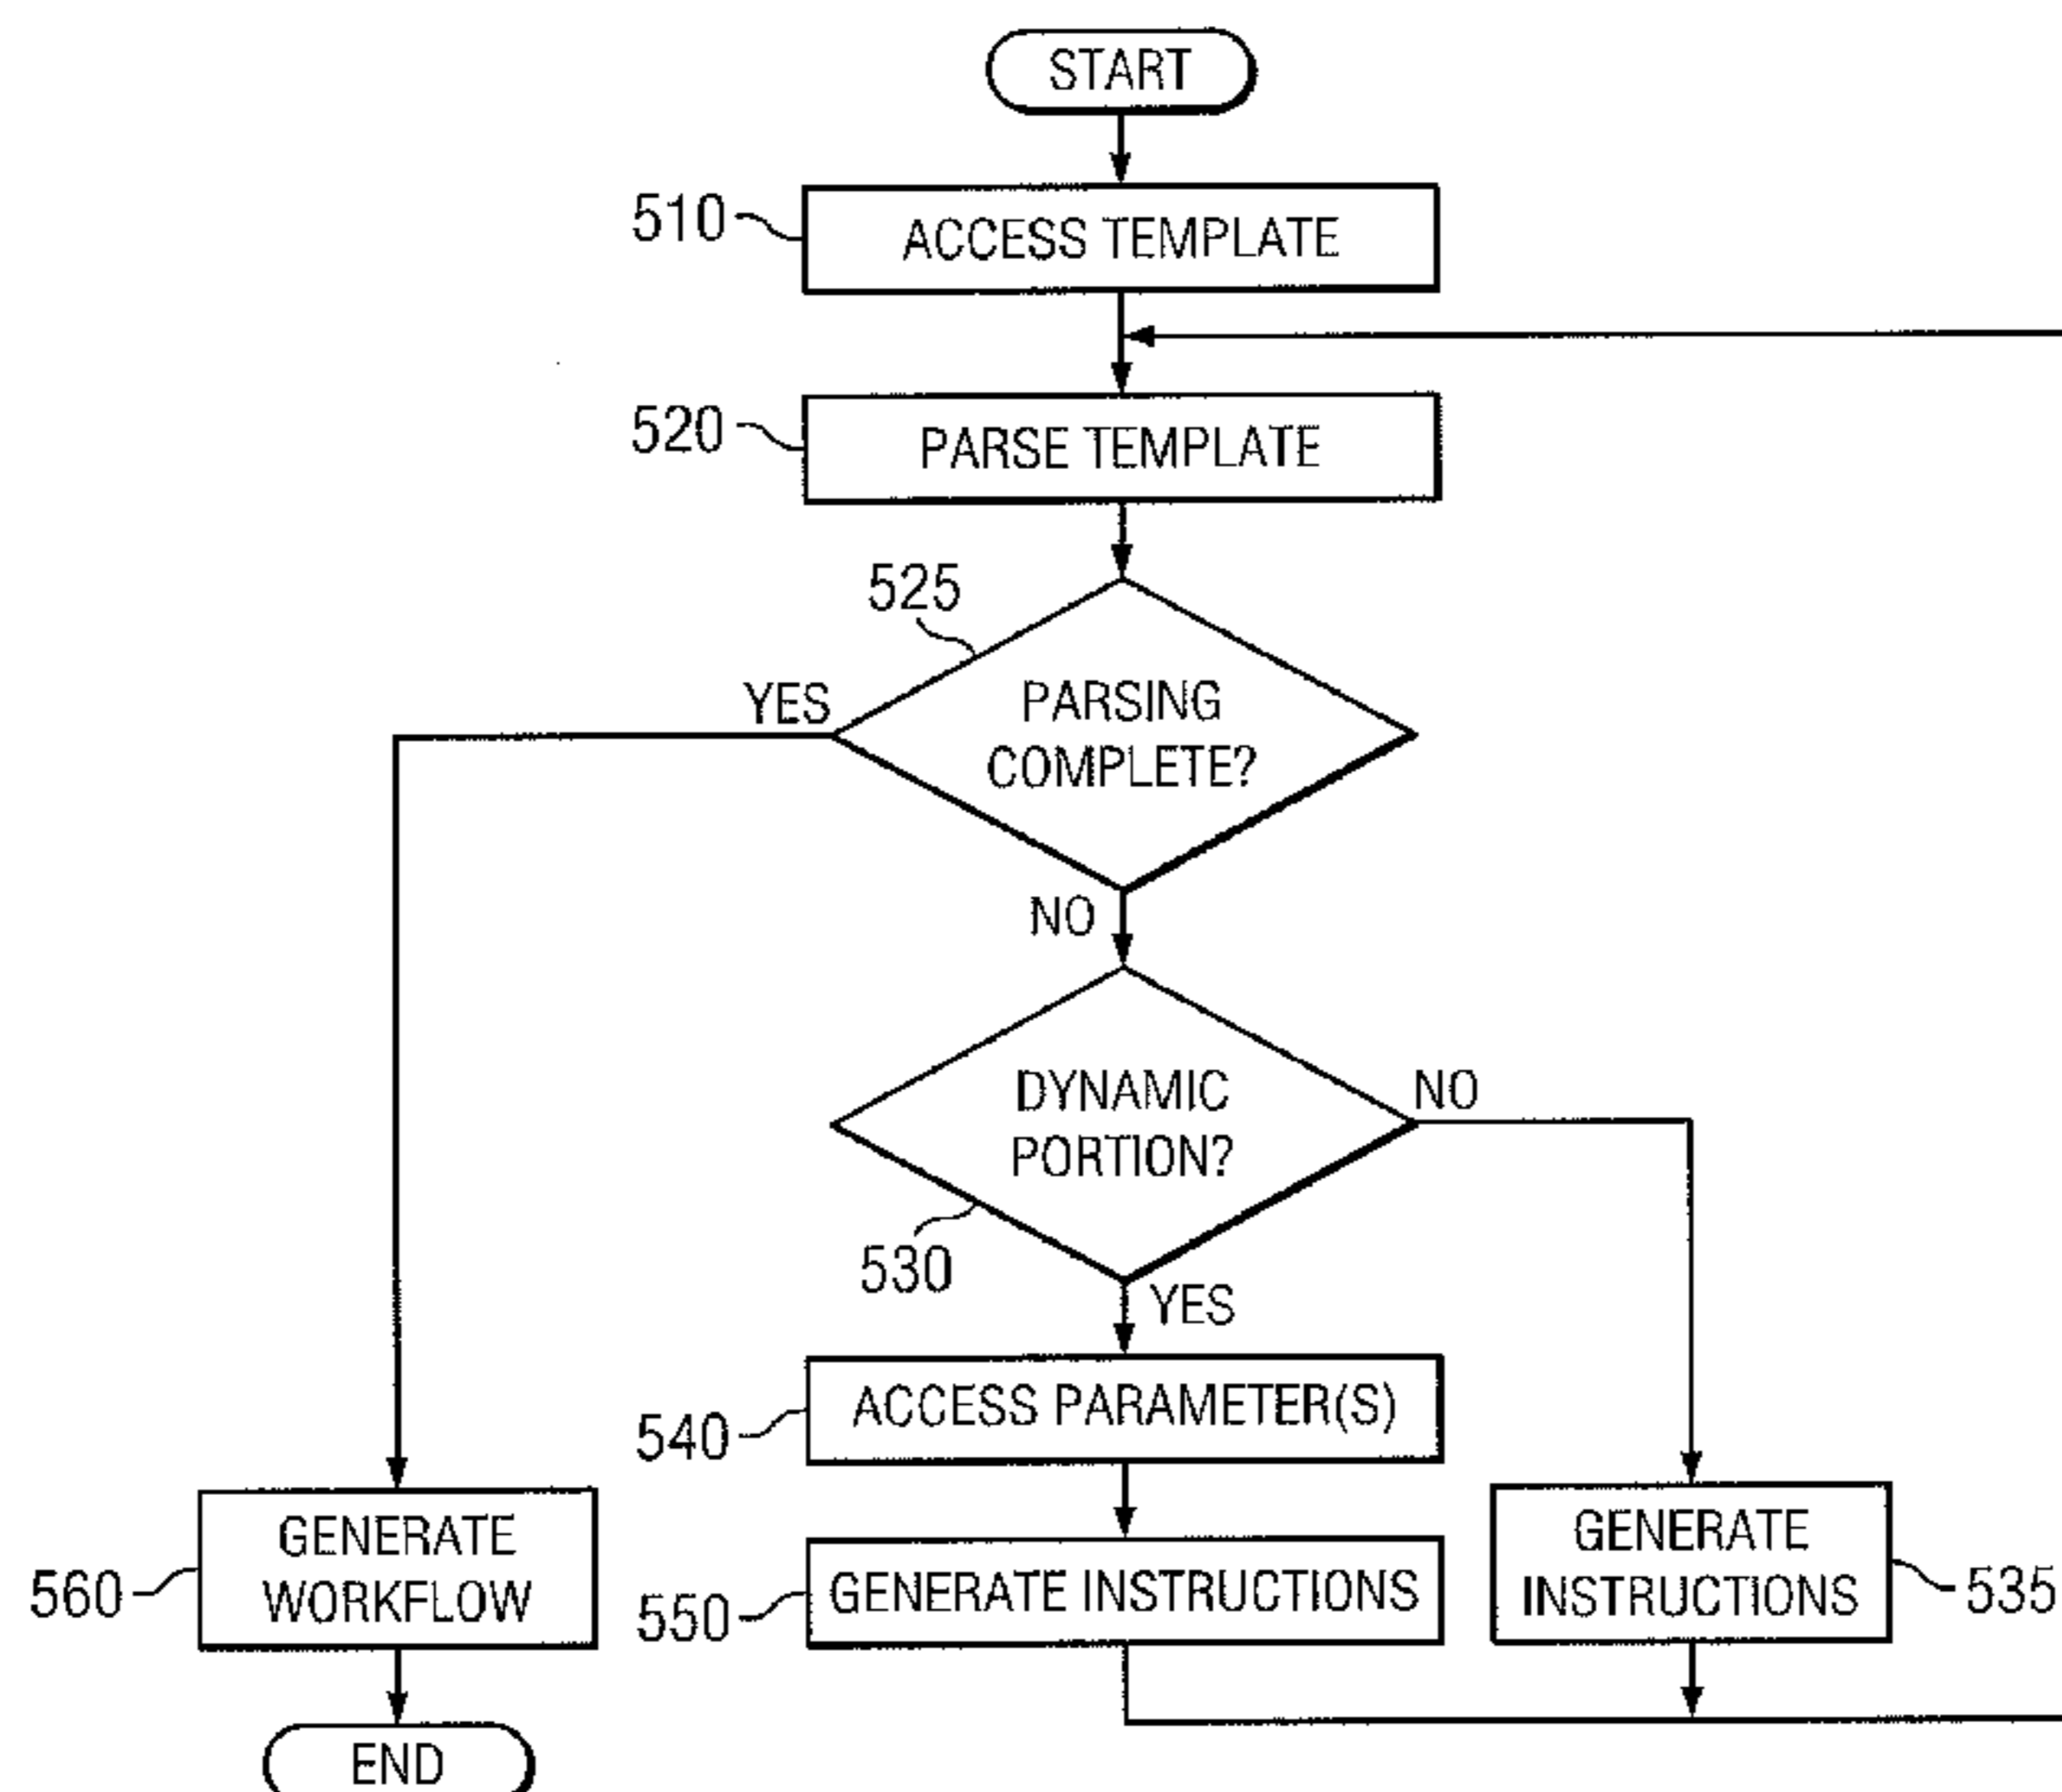 START
510
ACCESS TEMPLATE
520
PARSE TEMPLATE
525
YES
PARSING
COMPLETE?
NO
DYNAMIC
PORTION?
NO
530
YES
540
ACCESS PARAMETER(S)
560
GENERATE
WORKFLOW
550
GENERATE INSTRUCTIONS
GENERATE
INSTRUCTIONS
535
END